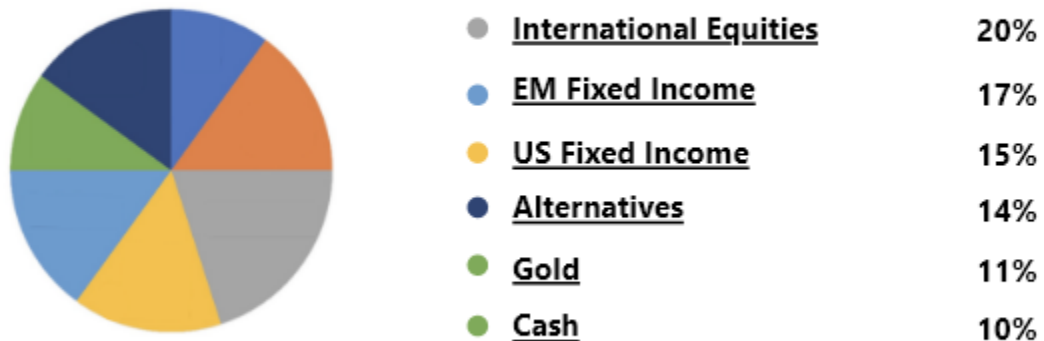 International Equities 20%
EM Fixed Income 17%
US Fixed Income 15%
Alternatives 14%
Gold 11%
Cash 10%